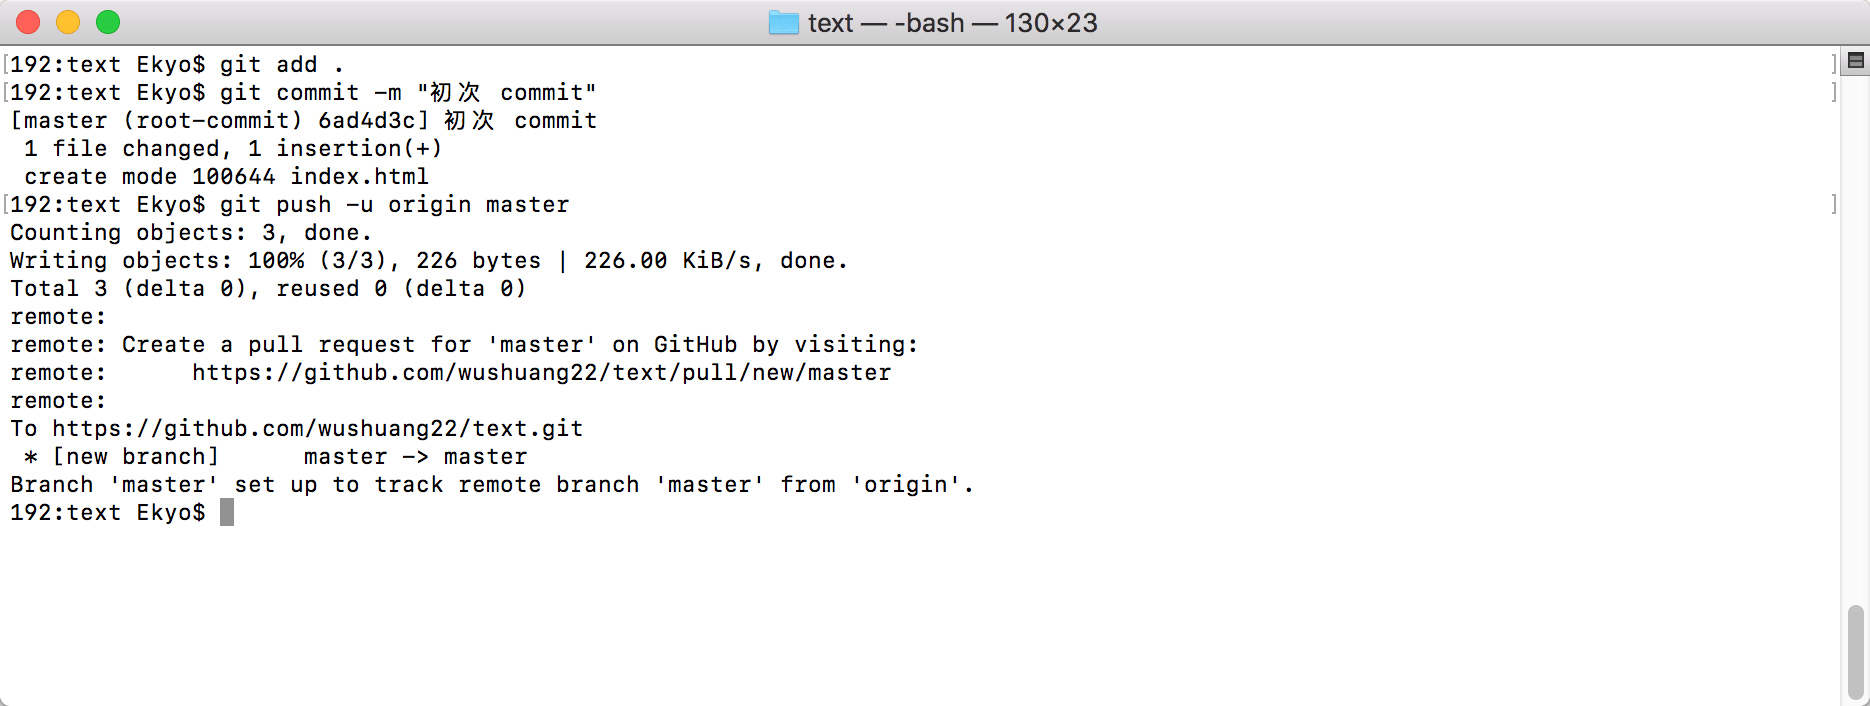 text — -bash — 130×23
[192:text Ekyo$ git add .]
[192:text Ekyo$ git commit -m "初次 commit"]
[master (root-commit) 6ad4d3c] 初次 commit
 1 file changed, 1 insertion(+)
 create mode 100644 index.html
[192:text Ekyo$ git push -u origin master]
Counting objects: 3, done.
Writing objects: 100% (3/3), 226 bytes | 226.00 KiB/s, done.
Total 3 (delta 0), reused 0 (delta 0)
remote:
remote: Create a pull request for 'master' on GitHub by visiting:
remote:      https://github.com/wushuang22/text/pull/new/master
remote:
To https://github.com/wushuang22/text.git
 * [new branch]      master -> master
Branch 'master' set up to track remote branch 'master' from 'origin'.
192:text Ekyo$